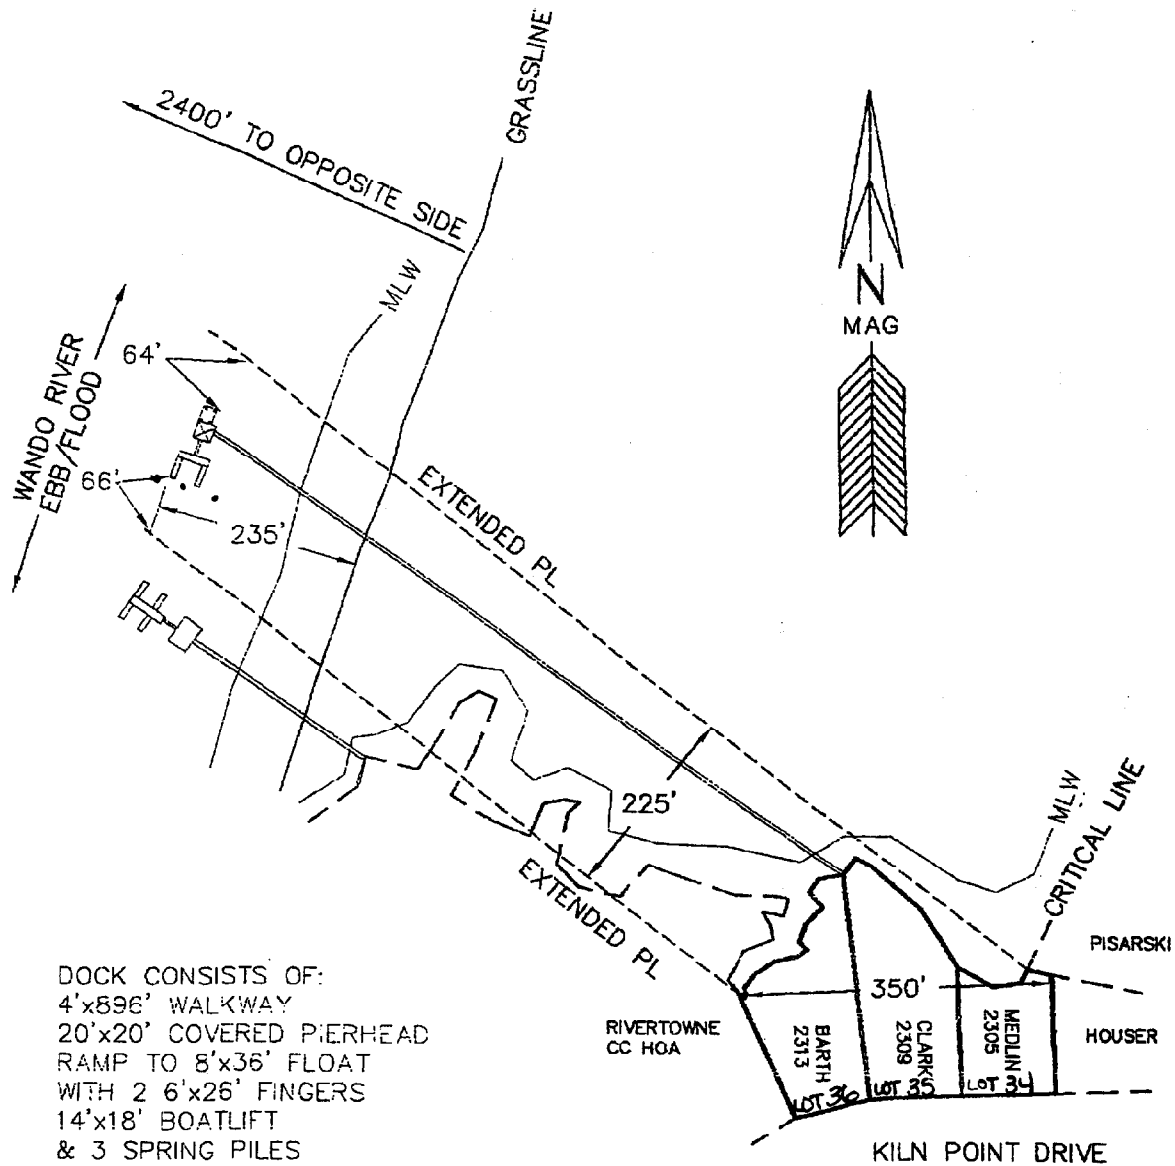 GRASSLINE
2400' TO OPPOSITE SIDE
MLW
N
MAG
64'
WANDO RIVER
EBB/FLOOD
66'
235'
EXTENDED PL
225'
EXTENDED PL
MLW
CRITICAL LINE
PISARSKI
350'
RIVERTOWNE
CC HOA
BARTH
2313
CLARK
2309
MEDLIN
2305
HOUSER
LOT 36
LOT 35
LOT 34
KILN POINT DRIVE
DOCK CONSISTS OF:
4'x896' WALKWAY
20'x20' COVERED PIERHEAD
RAMP TO 8'x36' FLOAT
WITH 2 6'x26' FINGERS
14'x18' BOATLIFT
& 3 SPRING PILES